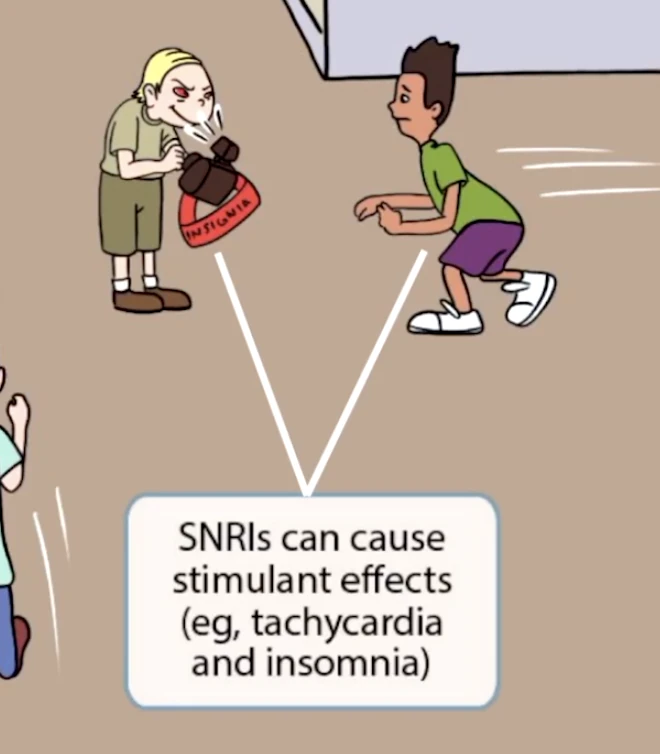 INSIGNIA
SNRIs can cause
stimulant effects
(eg, tachycardia
and insomnia)